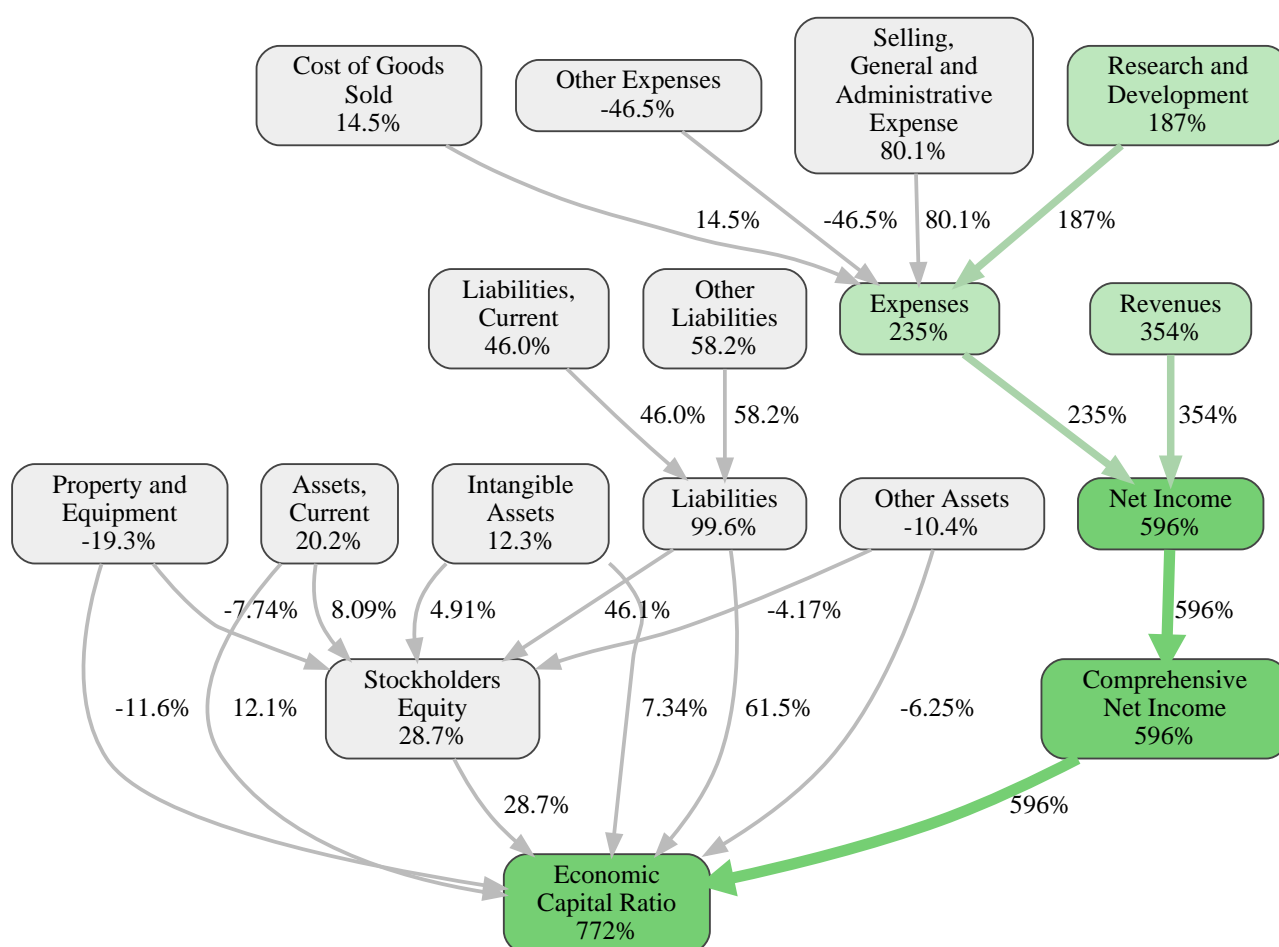 Cost of Goods
Sold
14.5%
Other Expenses
-46.5%
Selling,
General and
Administrative
Expense
80.1%
Research and
Development
187%
14.5%
-46.5%
80.1%
187%
Liabilities,
Current
46.0%
Other
Liabilities
58.2%
Expenses
235%
Revenues
354%
46.0%
58.2%
235%
354%
Property and
Equipment
-19.3%
Assets,
Current
20.2%
Intangible
Assets
12.3%
Liabilities
99.6%
Other Assets
-10.4%
Net Income
596%
-7.74%
8.09%
4.91%
46.1%
-4.17%
596%
Stockholders
Equity
28.7%
Comprehensive
Net Income
596%
-11.6%
12.1%
7.34%
61.5%
-6.25%
28.7%
596%
Economic
Capital Ratio
772%